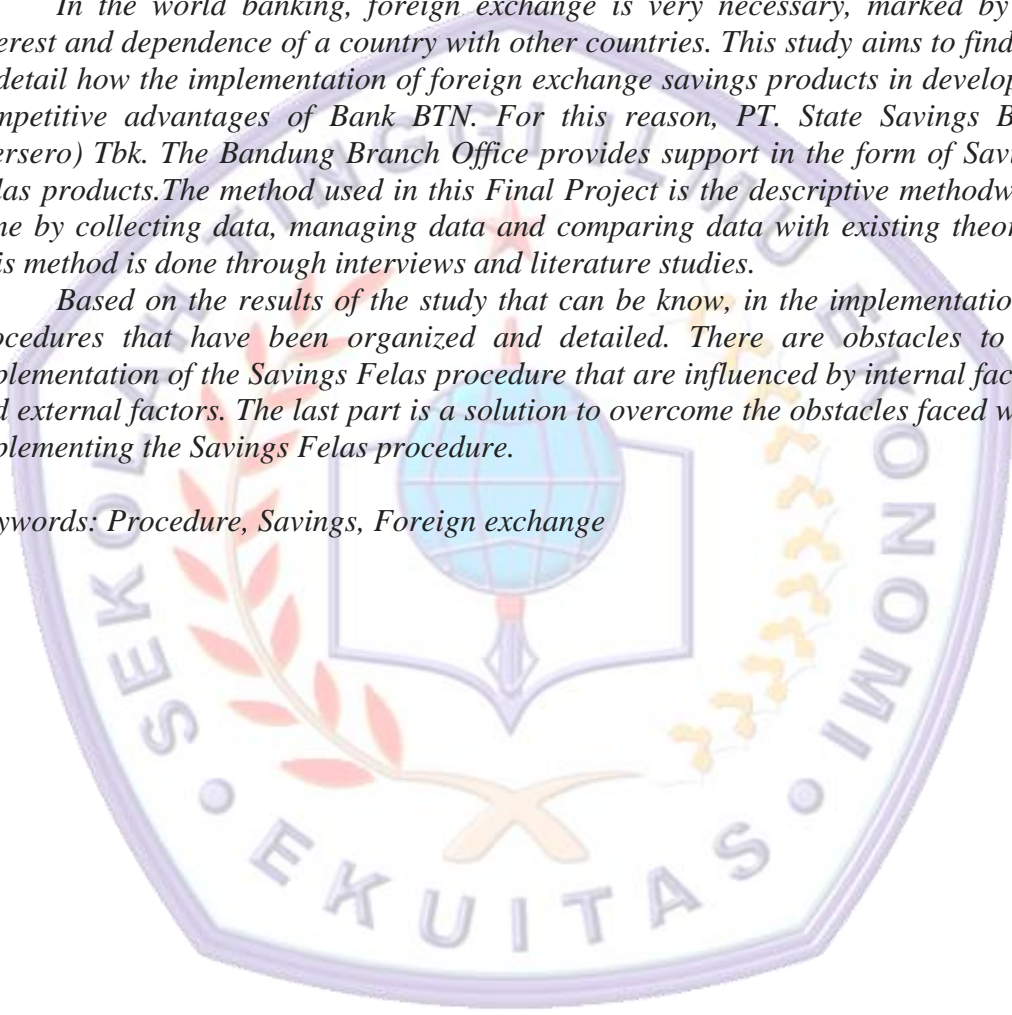 In the world banking, foreign exchange is very necessary, marked by
erest and dependence of a country with other countries. This study aims to find
detail how the implementation of foreign exchange savings products in develop
mpetitive advantages of Bank BTN. For this reason, PT. State Savings B
ersero) Tbk. The Bandung Branch Office provides support in the form of Savi
las products.The method used in this Final Project is the descriptive methodw
ne by collecting data, managing data and comparing data with existing theor
is method is done through interviews and literature studies.
Based on the results of the study that can be know, in the implementatio
ocedures that have been organized and detailed. There are obstacles to
plementation of the Savings Felas procedure that are influenced by internal fac
d external factors. The last part is a solution to overcome the obstacles faced w
plementing the Savings Felas procedure.
ywords: Procedure, Savings, Foreign exchange
SEKOLAH TINGGI ILMU EKONOMI
• EKUITAS •